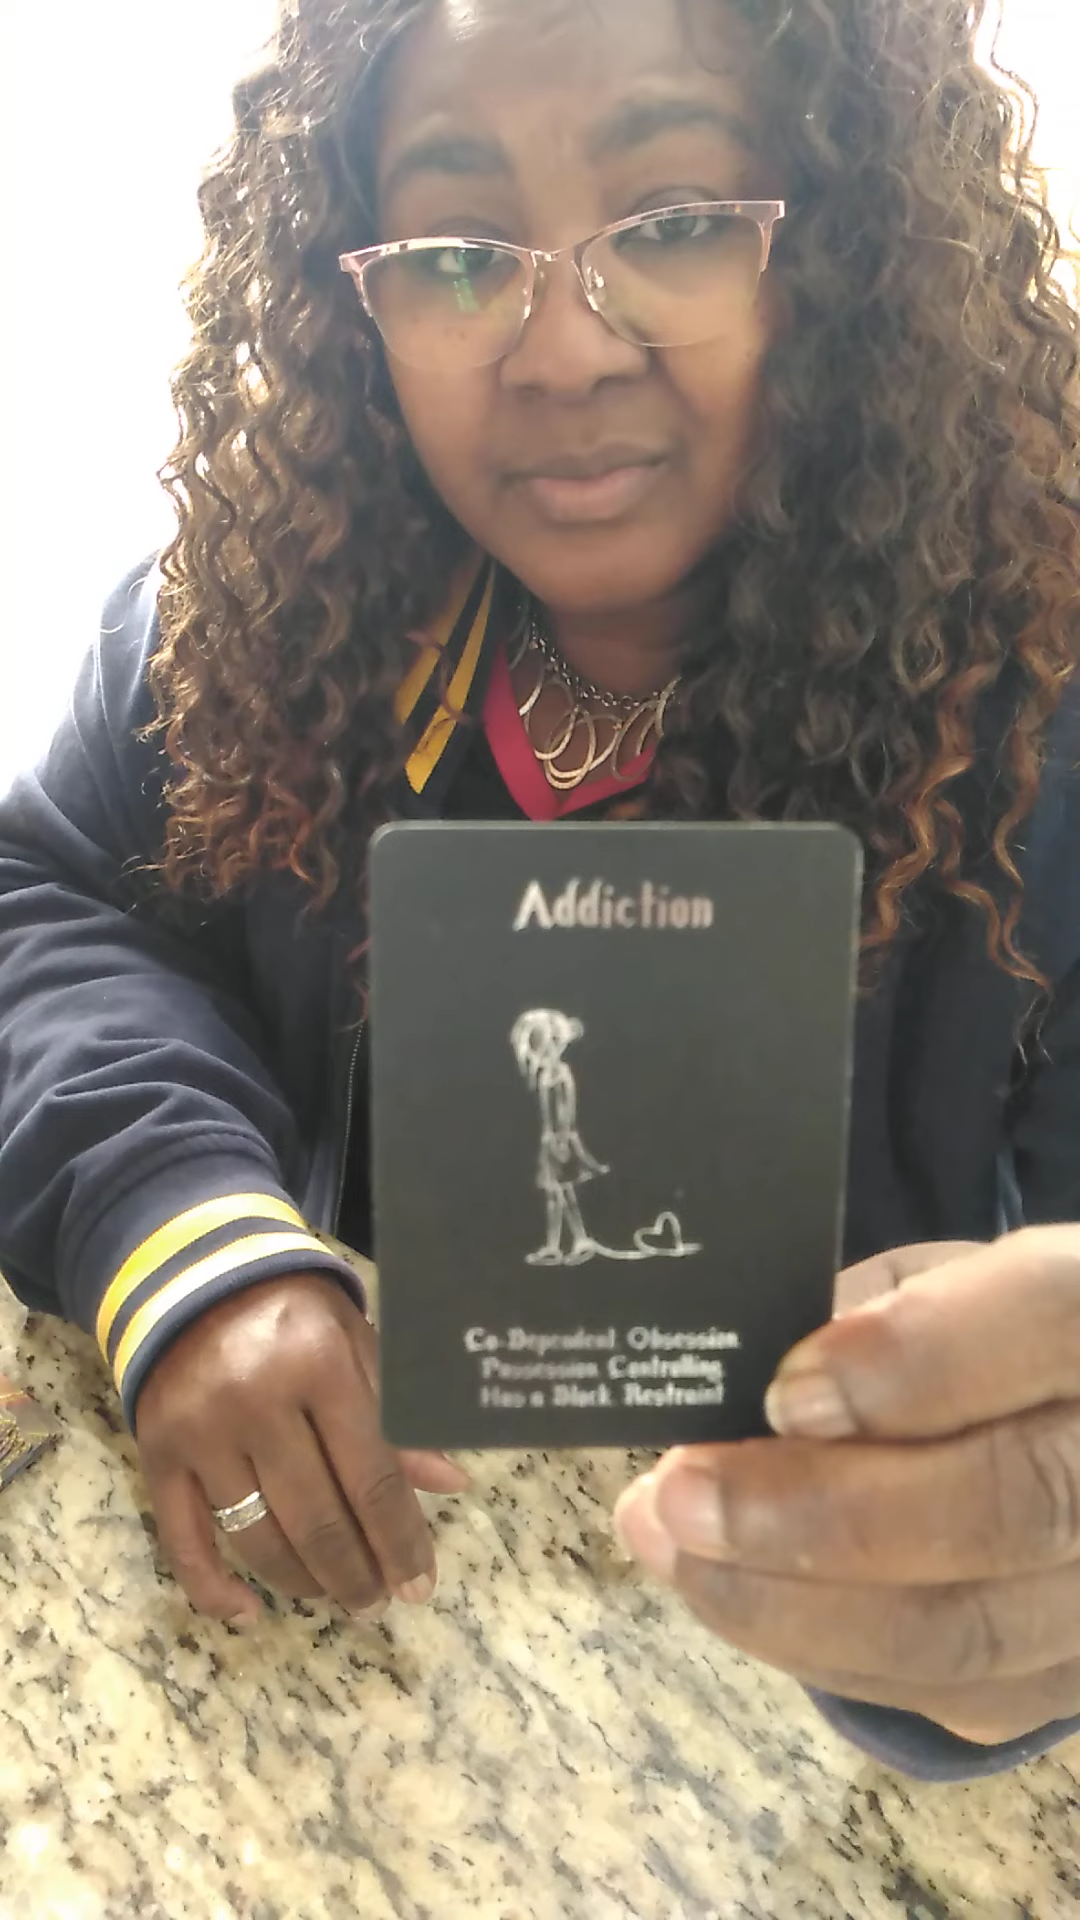 Addiction
Co-Dependent Obsession
Possession Controlling
Has a Block Restraint